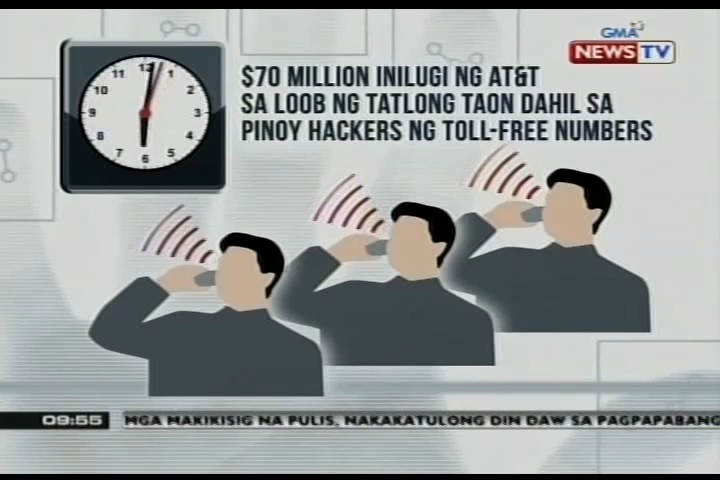 GMA
NEWS TV
$70 MILLION INILUGI NG AT&T
SA LOOB NG TATLONG TAON DAHIL SA
PINOY HACKERS NG TOLL-FREE NUMBERS
12
1
2
3
4
5
6
7
8
9
10
11
09:55 MGA MAKIKISIG NA PULIS, NAKAKATULONG DIN DAW SA PAGPAPABANG